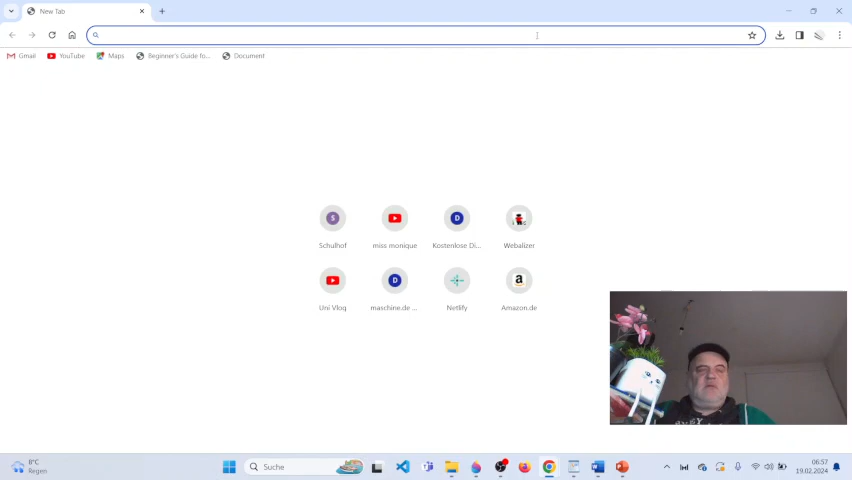 New Tab
Gmail YouTube Maps Beginner's Guide fo... Document
S D
Schulhof miss monique Kostenlose Di... Webalizer
D a
Uni Vlog maschine.de ... Netlify Amazon.de
8°C
Regen
Suche
06:57
19.02.2024